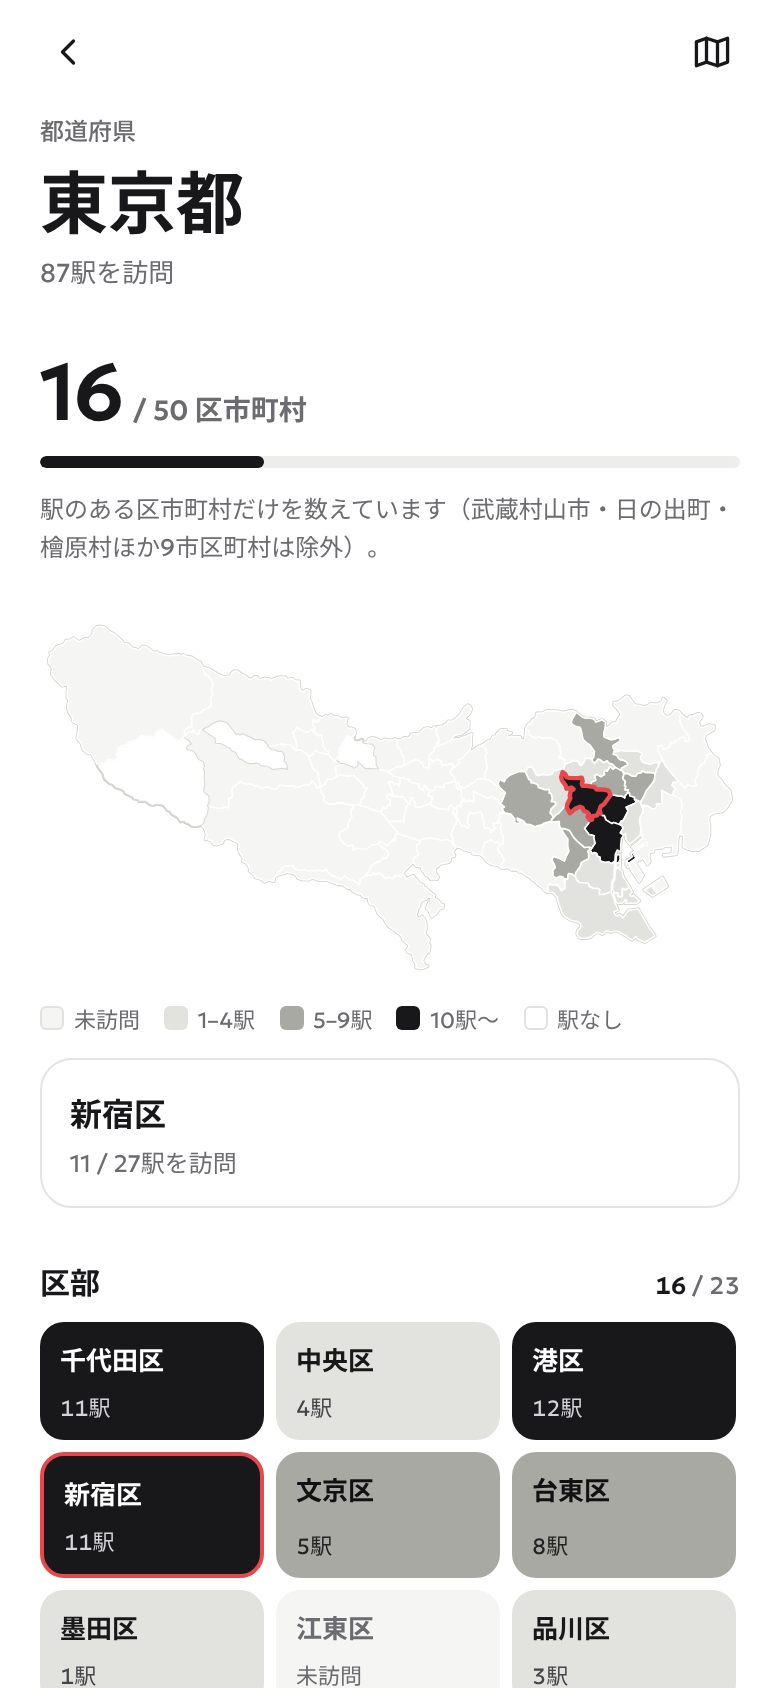 都道府県
東京都
87駅を訪問
16 / 50 区市町村
駅のある区市町村だけを数えています（武蔵村山市・日の出町・
檜原村ほか9市区町村は除外）。
未訪問 1–4駅 5–9駅 10駅〜 駅なし
新宿区
11 / 27駅を訪問
区部 16 / 23
千代田区 中央区 港区
11駅 4駅 12駅
新宿区 文京区 台東区
11駅 5駅 8駅
墨田区 江東区 品川区
1駅 未訪問 3駅